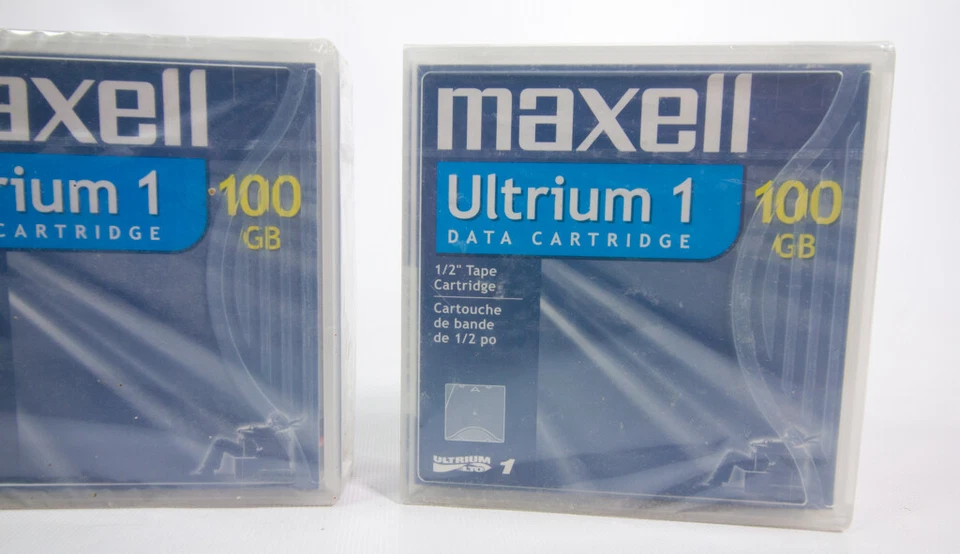 axell
rium 1
CARTRIDGE
100
/GB
maxell
Ultrium 1
DATA CARTRIDGE
100
/GB
1/2" Tape
Cartridge
Cartouche
de bande
de 1/2 po
ULTRIUM
LTO
1